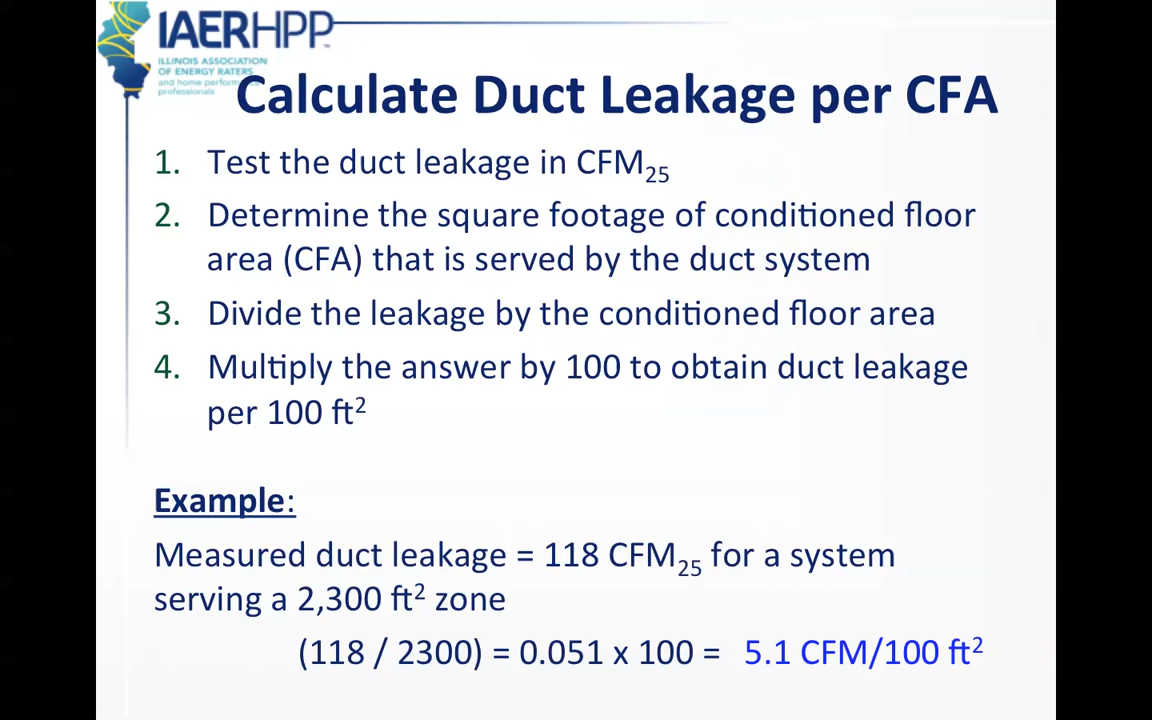 IAERHPP
ILLINOIS ASSOCIATION
OF ENERGY RATERS
and home performance
professionals
Calculate Duct Leakage per CFA
1. Test the duct leakage in CFM₂₅
2. Determine the square footage of conditioned floor
area (CFA) that is served by the duct system
3. Divide the leakage by the conditioned floor area
4. Multiply the answer by 100 to obtain duct leakage
per 100 ft²
Example:
Measured duct leakage = 118 CFM₂₅ for a system
serving a 2,300 ft² zone
(118 / 2300) = 0.051 x 100 = 5.1 CFM/100 ft²